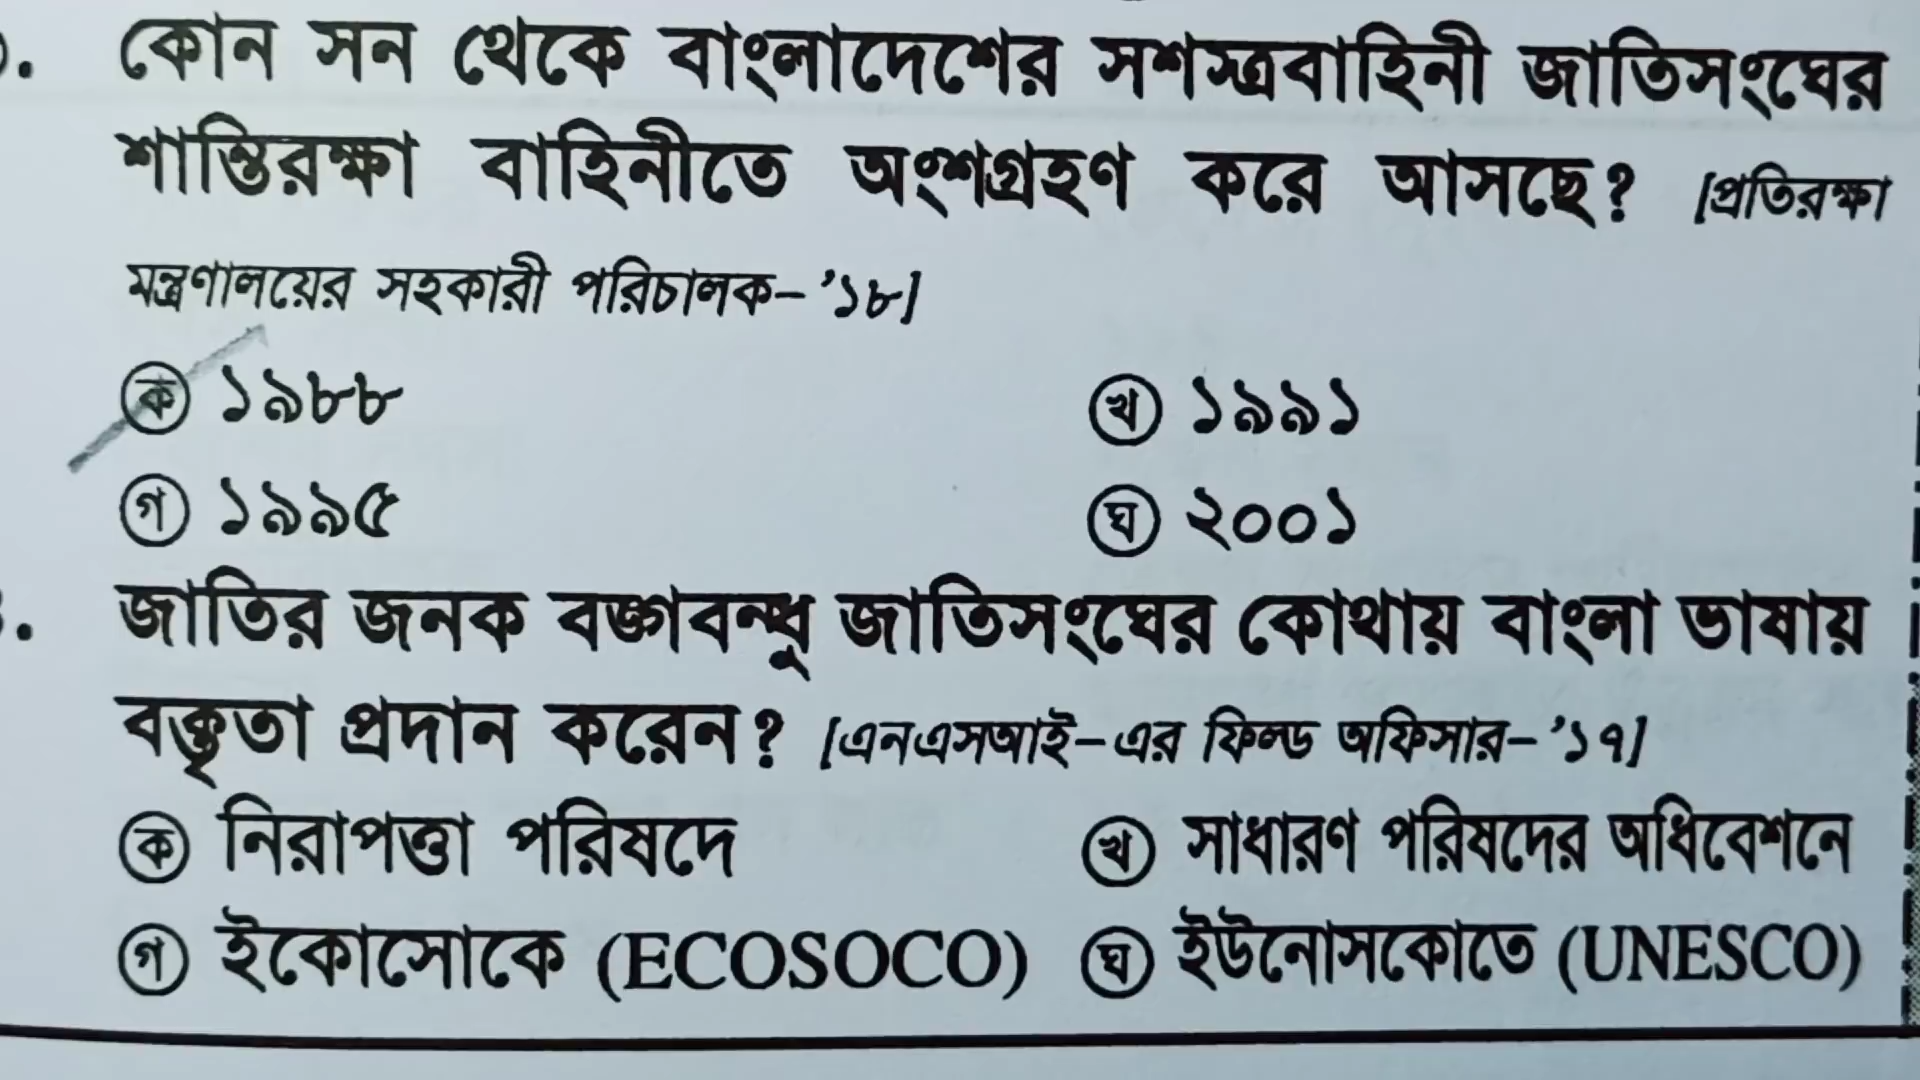 . কোন সন থেকে বাংলাদেশের সশস্ত্রবাহিনী জাতিসংঘের
শান্তিরক্ষা বাহিনীতে অংশগ্রহণ করে আসছে? [প্রতিরক্ষা
মন্ত্রণালয়ের সহকারী পরিচালক–’১৮]
ক ১৯৮৮ খ ১৯৯১
গ ১৯৯৫ ঘ ২০০১
. জাতির জনক বঙ্গবন্ধু জাতিসংঘের কোথায় বাংলা ভাষায়
বক্তৃতা প্রদান করেন? [এনএসআই–এর ফিল্ড অফিসার–’১৭]
ক নিরাপত্তা পরিষদে খ সাধারণ পরিষদের অধিবেশনে
গ ইকোসোকে (ECOSOCO) ঘ ইউনোসকোতে (UNESCO)